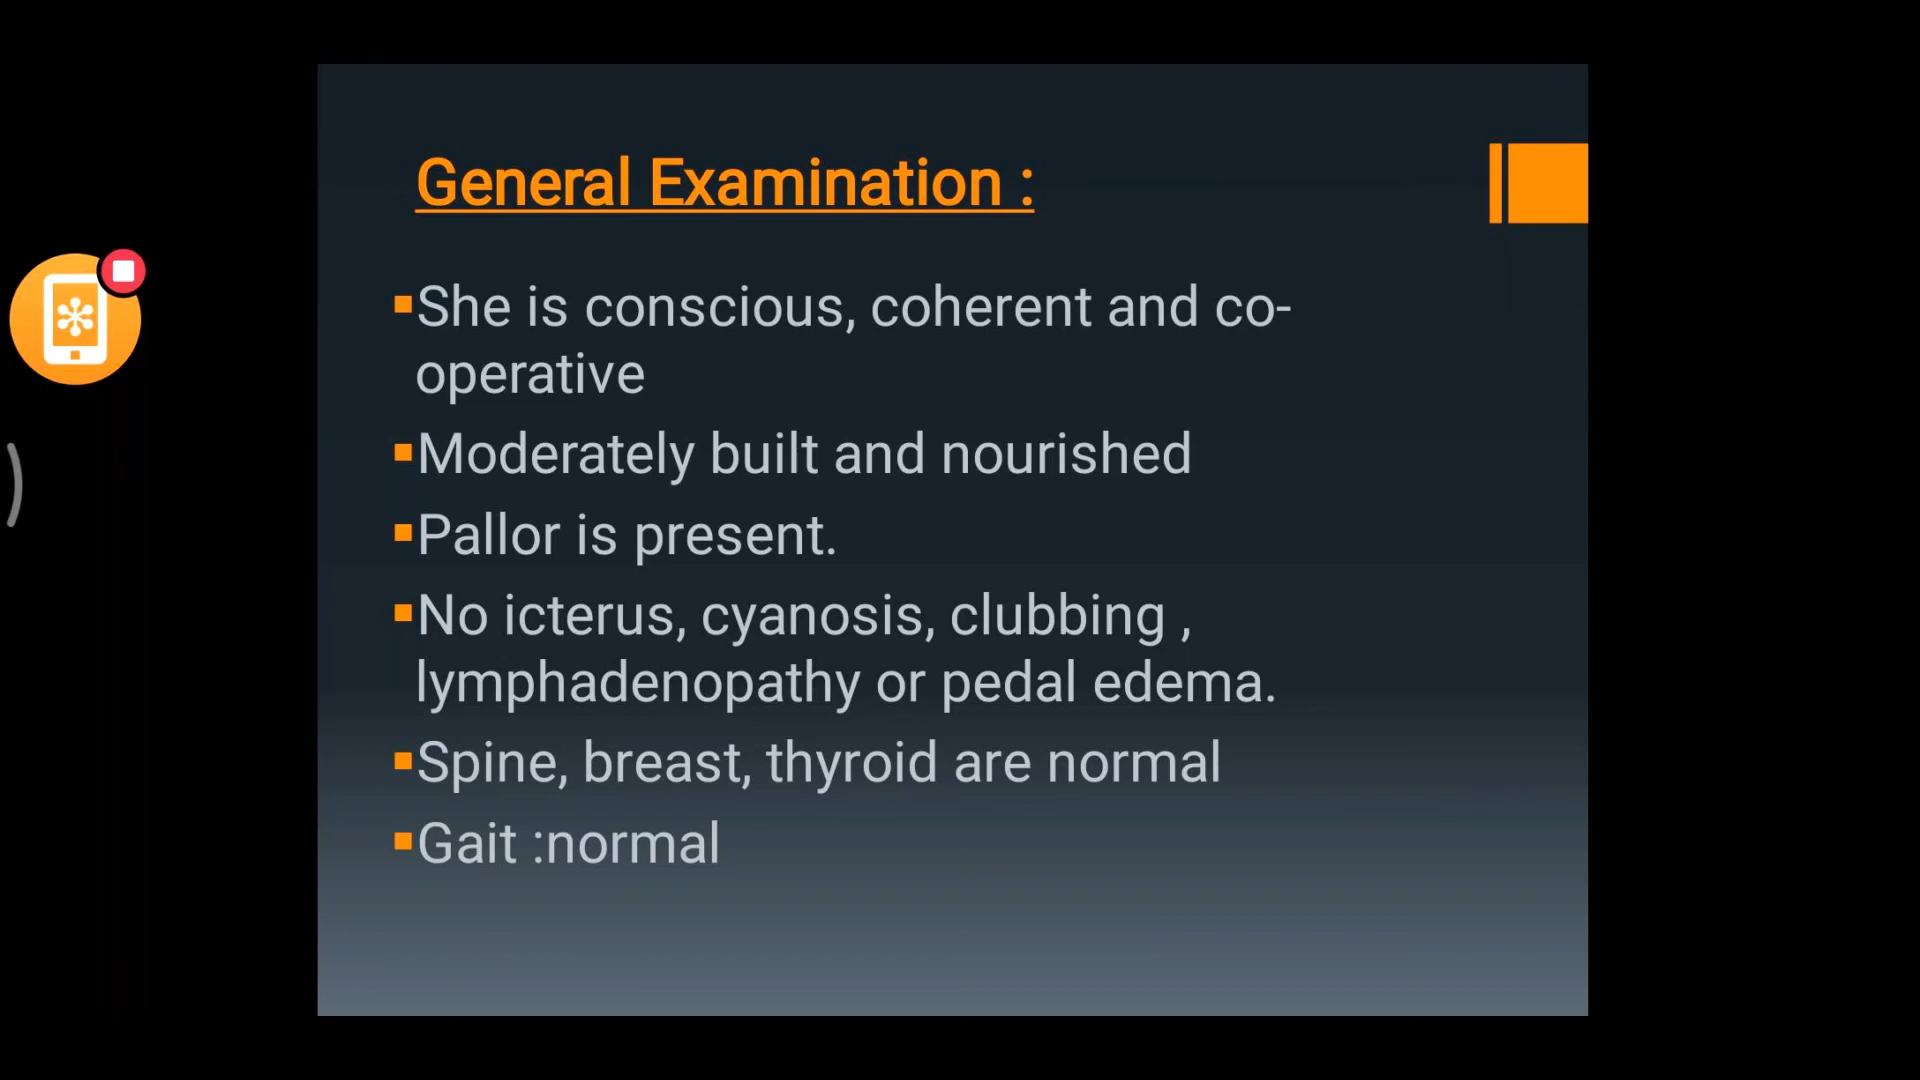 General Examination :
She is conscious, coherent and co-
operative
Moderately built and nourished
Pallor is present.
No icterus, cyanosis, clubbing ,
lymphadenopathy or pedal edema.
Spine, breast, thyroid are normal
Gait :normal